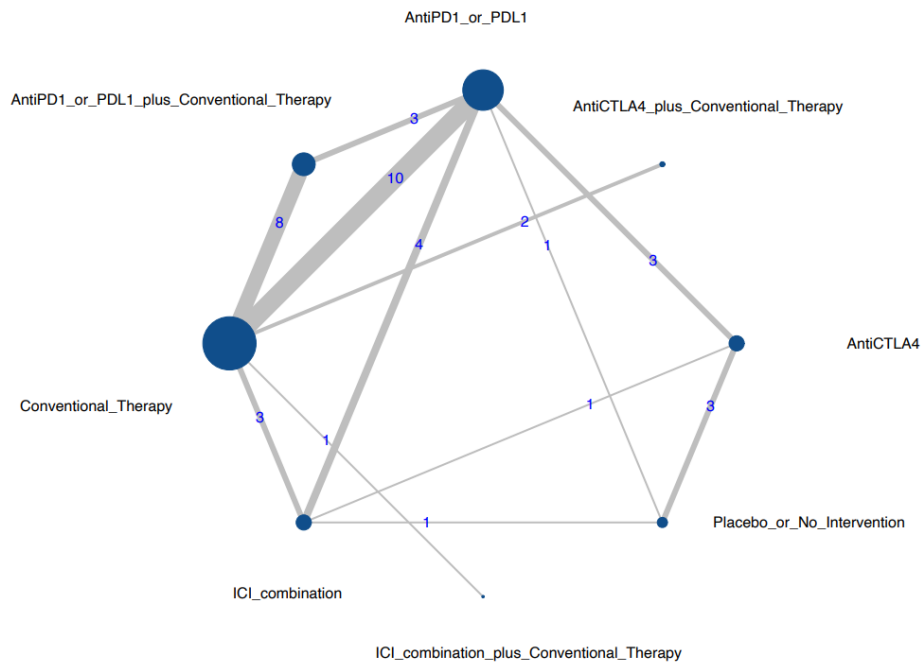 AntiPD1_or_PDL1
AntiPD1_or_PDL1_plus_Conventional_Therapy
AntiCTLA4_plus_Conventional_Therapy
3
10
8
2
4
1
3
AntiCTLA4
Conventional_Therapy
3
1
3
1
1
Placebo_or_No_Intervention
ICI_combination
ICI_combination_plus_Conventional_Therapy